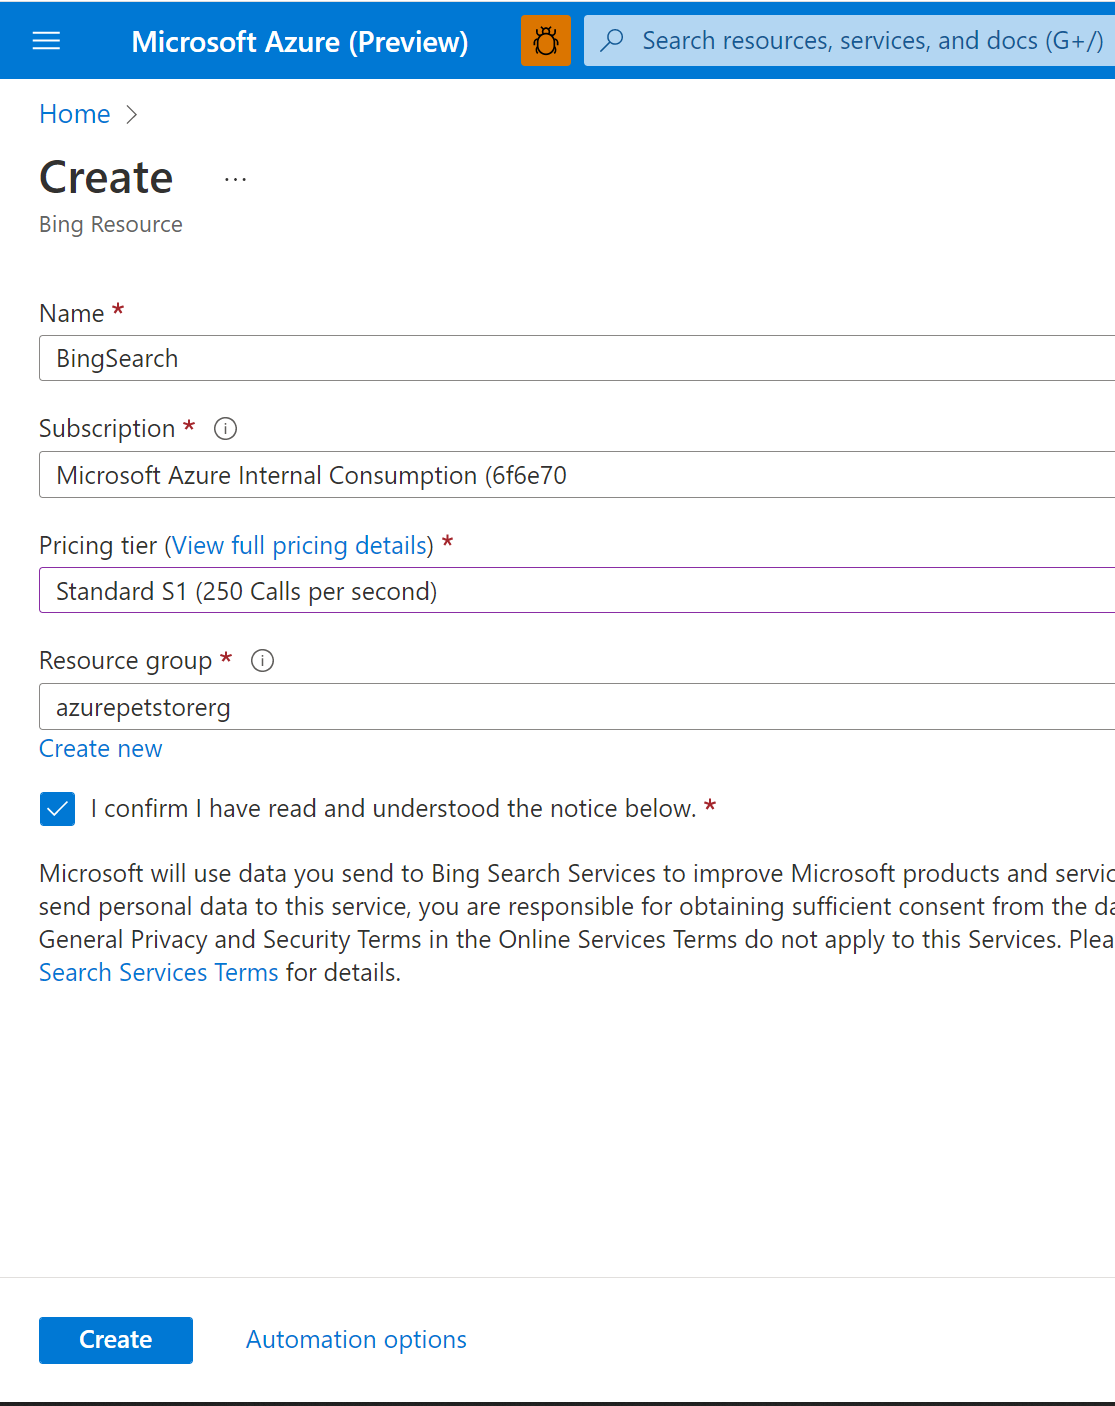 Microsoft Azure (Preview)
Search resources, services, and docs (G+/)
Home
Create ...
Bing Resource
Name *
BingSearch
Subscription *
Microsoft Azure Internal Consumption (6f6e70
Pricing tier (View full pricing details) *
Standard S1 (250 Calls per second)
Resource group *
azurepetstorerg
Create new
I confirm I have read and understood the notice below. *
Microsoft will use data you send to Bing Search Services to improve Microsoft products and servic
send personal data to this service, you are responsible for obtaining sufficient consent from the da
General Privacy and Security Terms in the Online Services Terms do not apply to this Services. Plea
Search Services Terms for details.
Create
Automation options